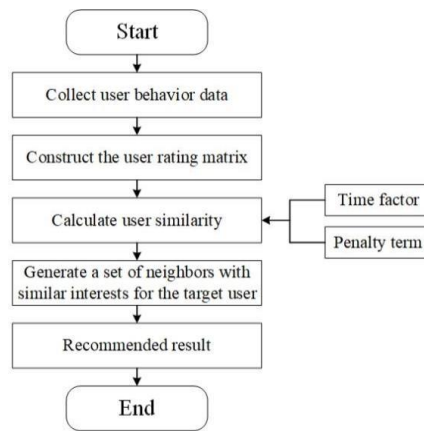 Start
Collect user behavior data
Construct the user rating matrix
Time factor
Calculate user similarity
Penalty term
Generate a set of neighbors with
similar interests for the target user
Recommended result
End